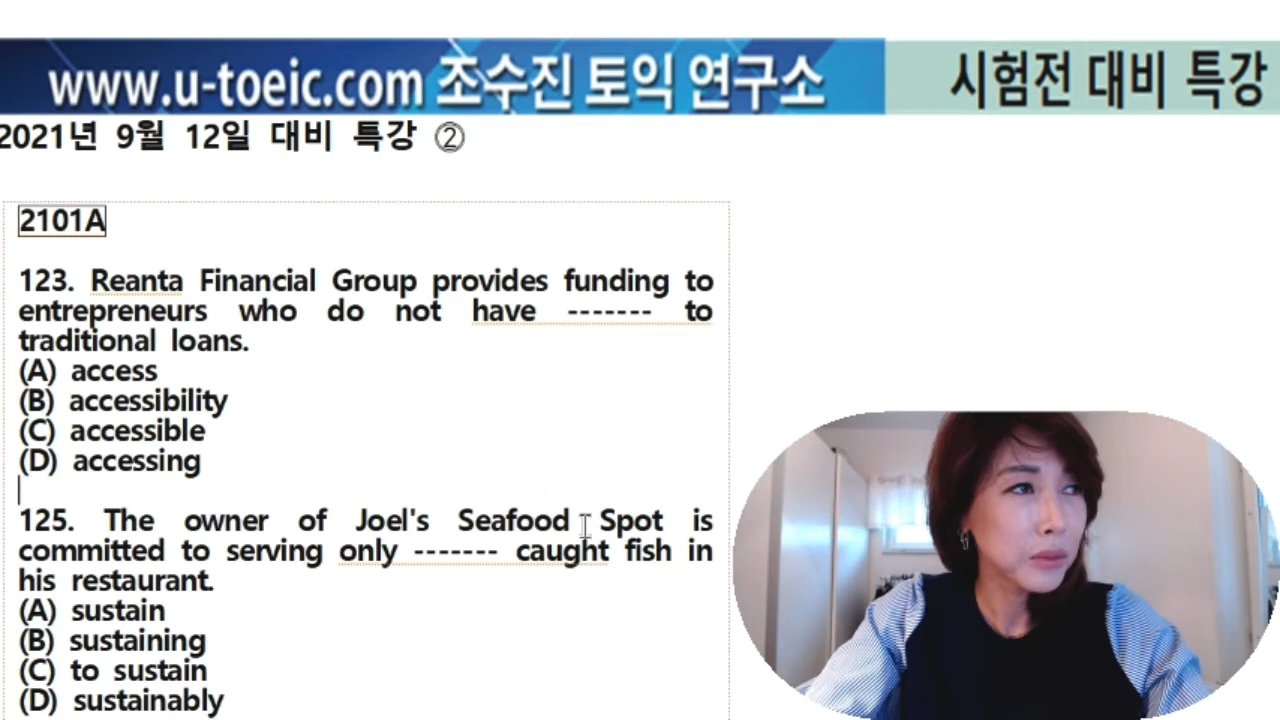 www.u-toeic.com 조수진 토익 연구소
시험전 대비 특강
2021년 9월 12일 대비 특강 ②
2101A
123. Reanta Financial Group provides funding to
entrepreneurs who do not have ------- to
traditional loans.
(A) access
(B) accessibility
(C) accessible
(D) accessing
125. The owner of Joel's Seafood Spot is
committed to serving only ------- caught fish in
his restaurant.
(A) sustain
(B) sustaining
(C) to sustain
(D) sustainably